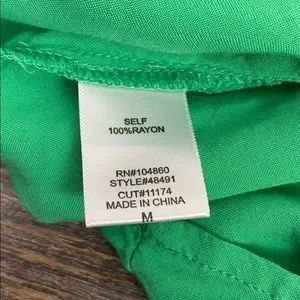 SELF
100%RAYON
RN#104860
STYLE#48491
CUT#11174
MADE IN CHINA
M